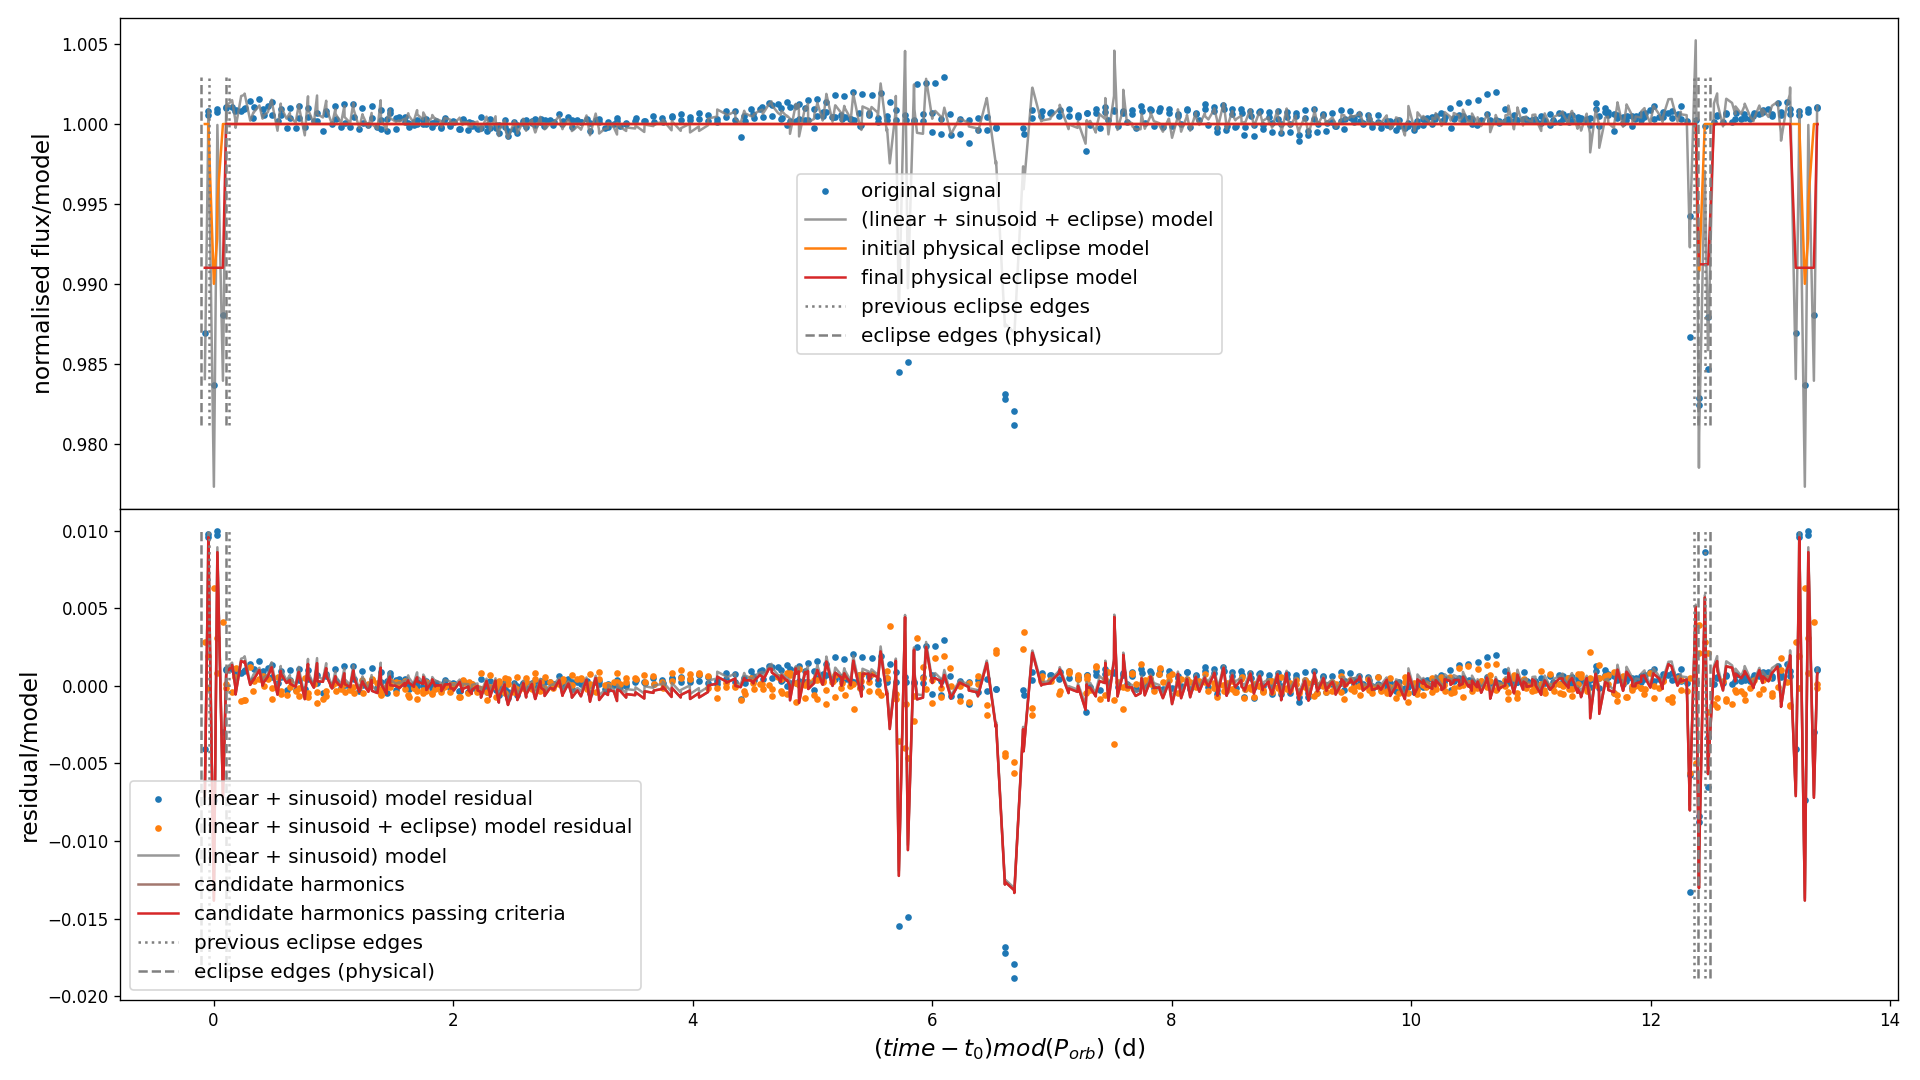 1.005
1.000
0.995
0.990
0.985
0.980
normalised flux/model
original signal
(linear + sinusoid + eclipse) model
initial physical eclipse model
final physical eclipse model
previous eclipse edges
eclipse edges (physical)
0.010
0.005
0.000
−0.005
−0.010
−0.015
−0.020
residual/model
(linear + sinusoid) model residual
(linear + sinusoid + eclipse) model residual
(linear + sinusoid) model
candidate harmonics
candidate harmonics passing criteria
previous eclipse edges
eclipse edges (physical)
0 2 4 6 8 10 12 14
(time − t₀)mod(P_orb) (d)